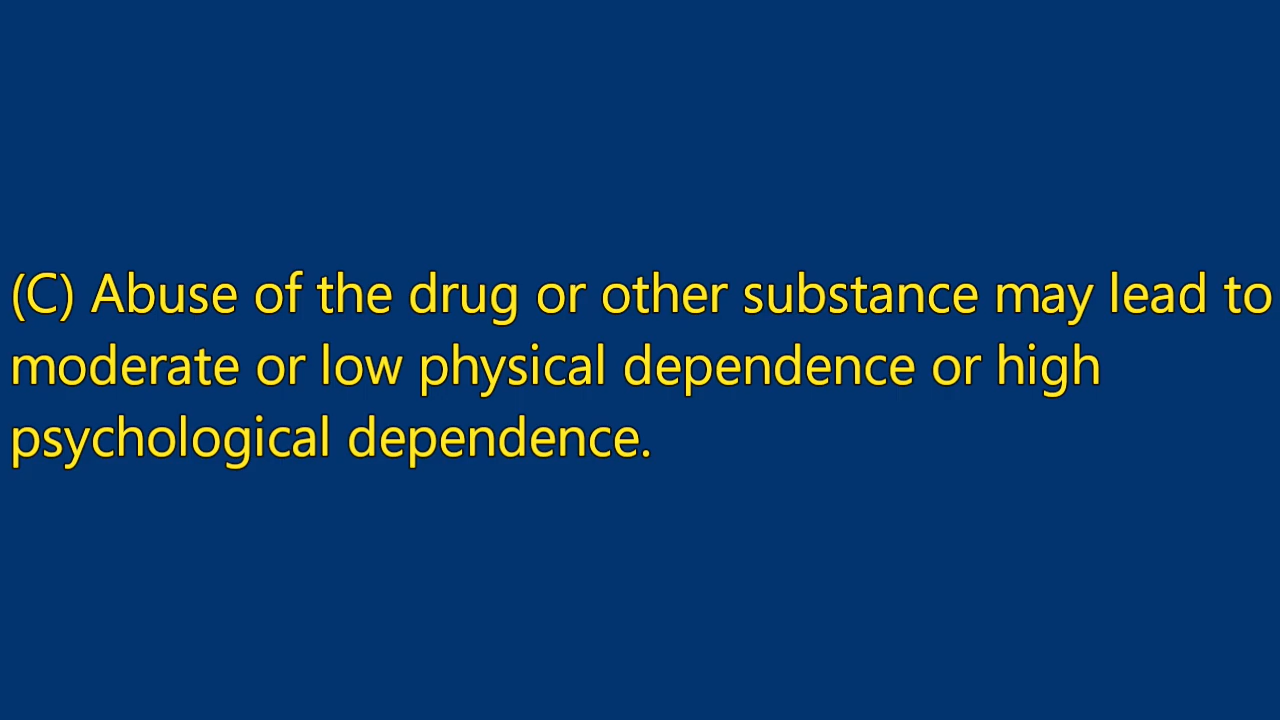 (C) Abuse of the drug or other substance may lead to
moderate or low physical dependence or high
psychological dependence.